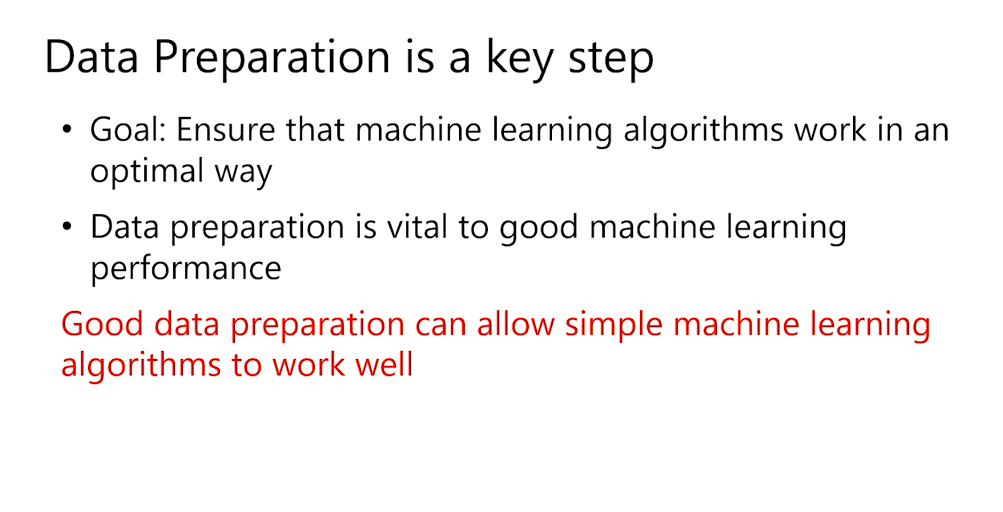 Data Preparation is a key step
• Goal: Ensure that machine learning algorithms work in an
optimal way
• Data preparation is vital to good machine learning
performance
Good data preparation can allow simple machine learning
algorithms to work well